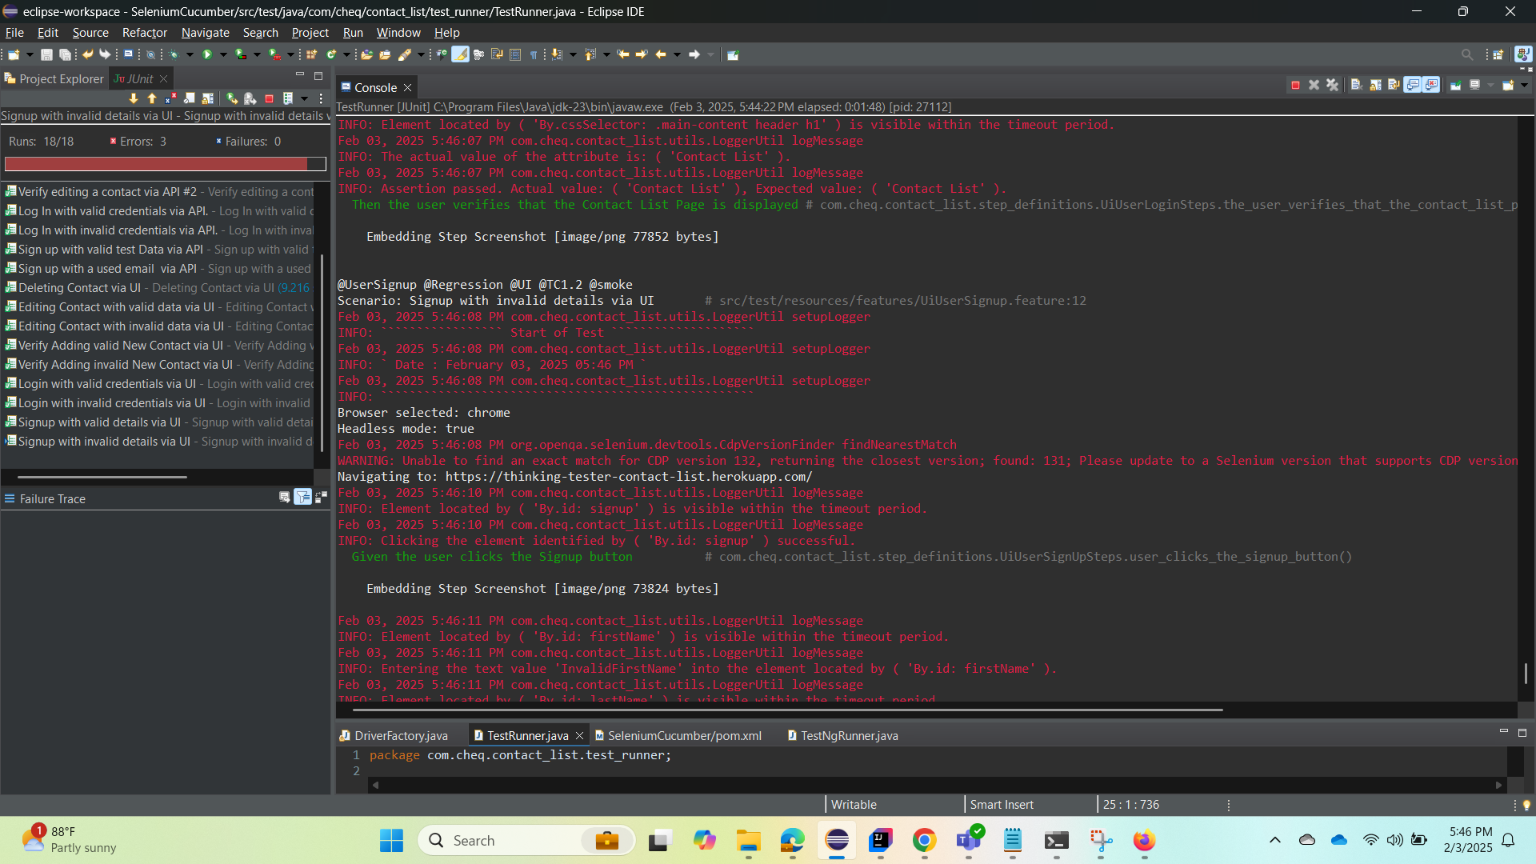 eclipse-workspace - SeleniumCucumber/src/test/java/com/cheq/contact_list/test_runner/TestRunner.java - Eclipse IDE
File Edit Source Refactor Navigate Search Project Run Window Help
Project Explorer JUnit
Signup with invalid details via UI - Signup with invalid details v
Runs: 18/18 Errors: 3 Failures: 0
Verify editing a contact via API #2 - Verify editing a cont
Log In with valid credentials via API. - Log In with valid c
Log In with invalid credentials via API. - Log In with inva
Sign up with valid test Data via API - Sign up with valid
Sign up with a used email via API - Sign up with a used
Deleting Contact via UI - Deleting Contact via UI (9.216
Editing Contact with valid data via UI - Editing Contact v
Editing Contact with invalid data via UI - Editing Contac
Verify Adding valid New Contact via UI - Verify Adding v
Verify Adding invalid New Contact via UI - Verify Adding
Login with valid credentials via UI - Login with valid cred
Login with invalid credentials via UI - Login with invalid
Signup with valid details via UI - Signup with valid detai
Signup with invalid details via UI - Signup with invalid d
Failure Trace
Console
TestRunner [JUnit] C:\Program Files\Java\jdk-23\bin\javaw.exe (Feb 3, 2025, 5:44:22 PM elapsed: 0:01:48) [pid: 27112]
INFO: Element located by ( 'By.cssSelector: .main-content header h1' ) is visible within the timeout period.
Feb 03, 2025 5:46:07 PM com.cheq.contact_list.utils.LoggerUtil logMessage
INFO: The actual value of the attribute is: ( 'Contact List' ).
Feb 03, 2025 5:46:07 PM com.cheq.contact_list.utils.LoggerUtil logMessage
INFO: Assertion passed. Actual value: ( 'Contact List' ), Expected value: ( 'Contact List' ).
Then the user verifies that the Contact List Page is displayed # com.cheq.contact_list.step_definitions.UiUserLoginSteps.the_user_verifies_that_the_contact_list_p
Embedding Step Screenshot [image/png 77852 bytes]
@UserSignup @Regression @UI @TC1.2 @smoke
Scenario: Signup with invalid details via UI # src/test/resources/features/UiUserSignup.feature:12
Feb 03, 2025 5:46:08 PM com.cheq.contact_list.utils.LoggerUtil setupLogger
INFO: ````````````````` Start of Test ````````````````````
Feb 03, 2025 5:46:08 PM com.cheq.contact_list.utils.LoggerUtil setupLogger
INFO: ` Date : February 03, 2025 05:46 PM `
Feb 03, 2025 5:46:08 PM com.cheq.contact_list.utils.LoggerUtil setupLogger
INFO: ````````````````````````````````````````````````````
Browser selected: chrome
Headless mode: true
Feb 03, 2025 5:46:08 PM org.openqa.selenium.devtools.CdpVersionFinder findNearestMatch
WARNING: Unable to find an exact match for CDP version 132, returning the closest version; found: 131; Please update to a Selenium version that supports CDP version
Navigating to: https://thinking-tester-contact-list.herokuapp.com/
Feb 03, 2025 5:46:10 PM com.cheq.contact_list.utils.LoggerUtil logMessage
INFO: Element located by ( 'By.id: signup' ) is visible within the timeout period.
Feb 03, 2025 5:46:10 PM com.cheq.contact_list.utils.LoggerUtil logMessage
INFO: Clicking the element identified by ( 'By.id: signup' ) successful.
Given the user clicks the Signup button # com.cheq.contact_list.step_definitions.UiUserSignUpSteps.user_clicks_the_signup_button()
Embedding Step Screenshot [image/png 73824 bytes]
Feb 03, 2025 5:46:11 PM com.cheq.contact_list.utils.LoggerUtil logMessage
INFO: Element located by ( 'By.id: firstName' ) is visible within the timeout period.
Feb 03, 2025 5:46:11 PM com.cheq.contact_list.utils.LoggerUtil logMessage
INFO: Entering the text value 'InvalidFirstName' into the element located by ( 'By.id: firstName' ).
Feb 03, 2025 5:46:11 PM com.cheq.contact_list.utils.LoggerUtil logMessage
INFO: Element located by ( 'By.id: lastName' ) is visible within the timeout period.
DriverFactory.java TestRunner.java SeleniumCucumber/pom.xml TestNgRunner.java
1 package com.cheq.contact_list.test_runner;
2
Writable Smart Insert 25 : 1 : 736
1 88°F
Partly sunny
Search
5:46 PM
2/3/2025